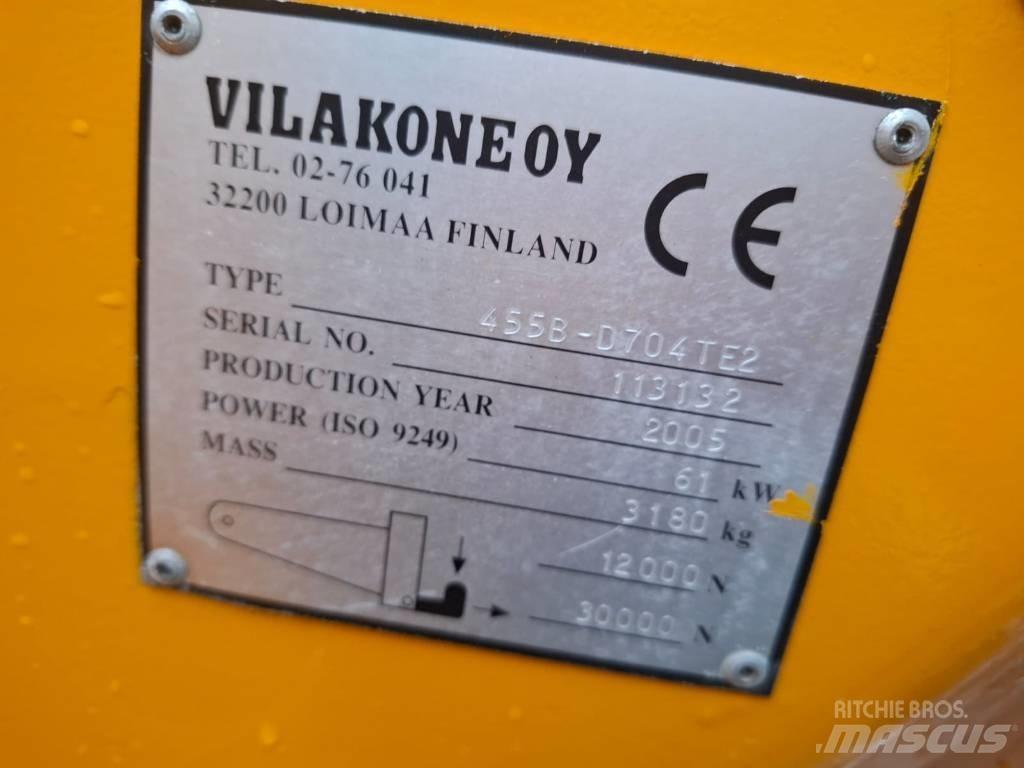 VILAKONE OY
TEL. 02-76 041
32200 LOIMAA FINLAND
CE
TYPE 455B-D704TE2
SERIAL NO. 113132
PRODUCTION YEAR 2005
POWER (ISO 9249) 61 kW
MASS 3180 kg
12000 N
30000 N
RITCHIE BROS.
MASCUS